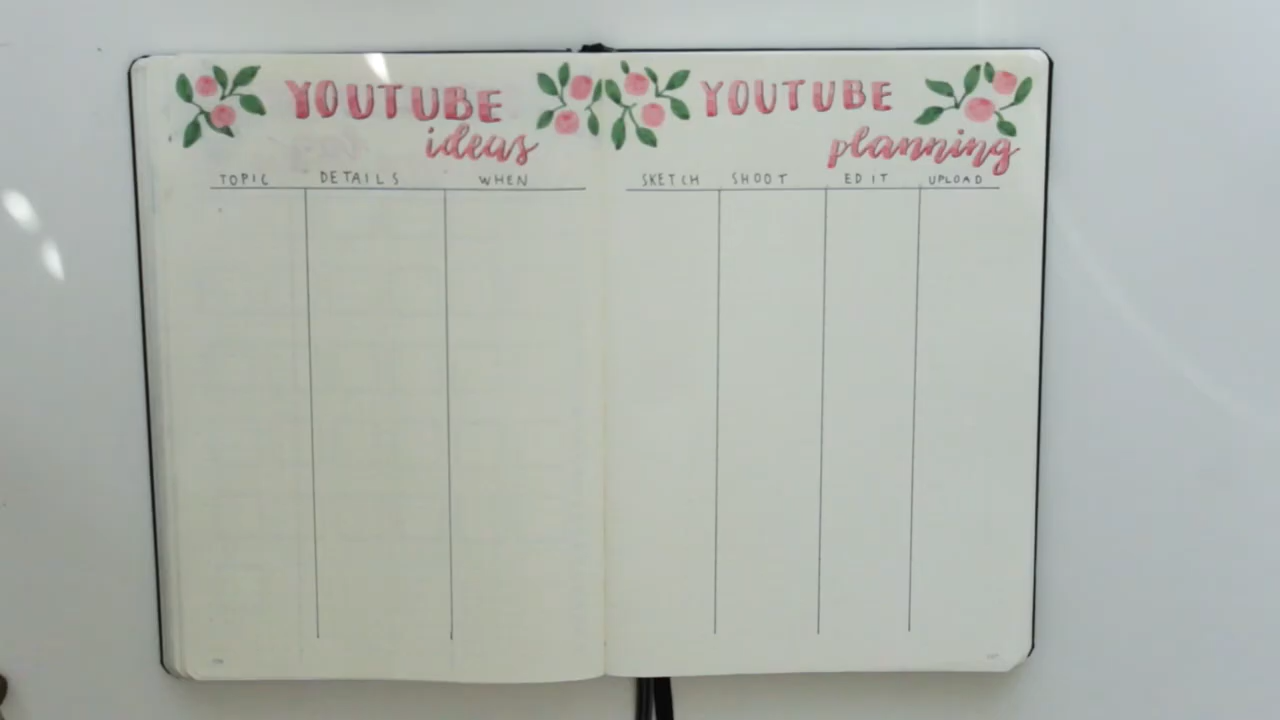 YOUTUBE
ideas
TOPIC DETAILS WHEN
YOUTUBE
planning
SKETCH SHOOT EDIT UPLOAD